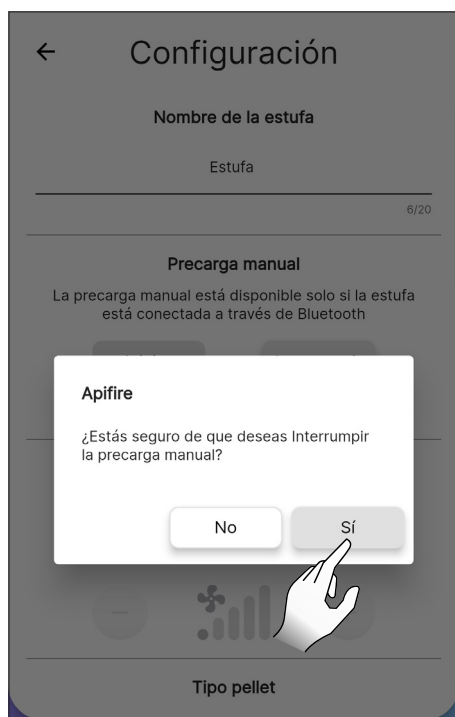 Configuración
Nombre de la estufa
Estufa
6/20
Precarga manual
La precarga manual está disponible solo si la estufa
está conectada a través de Bluetooth
Apifire
¿Estás seguro de que deseas Interrumpir
la precarga manual?
No
Sí
Tipo pellet